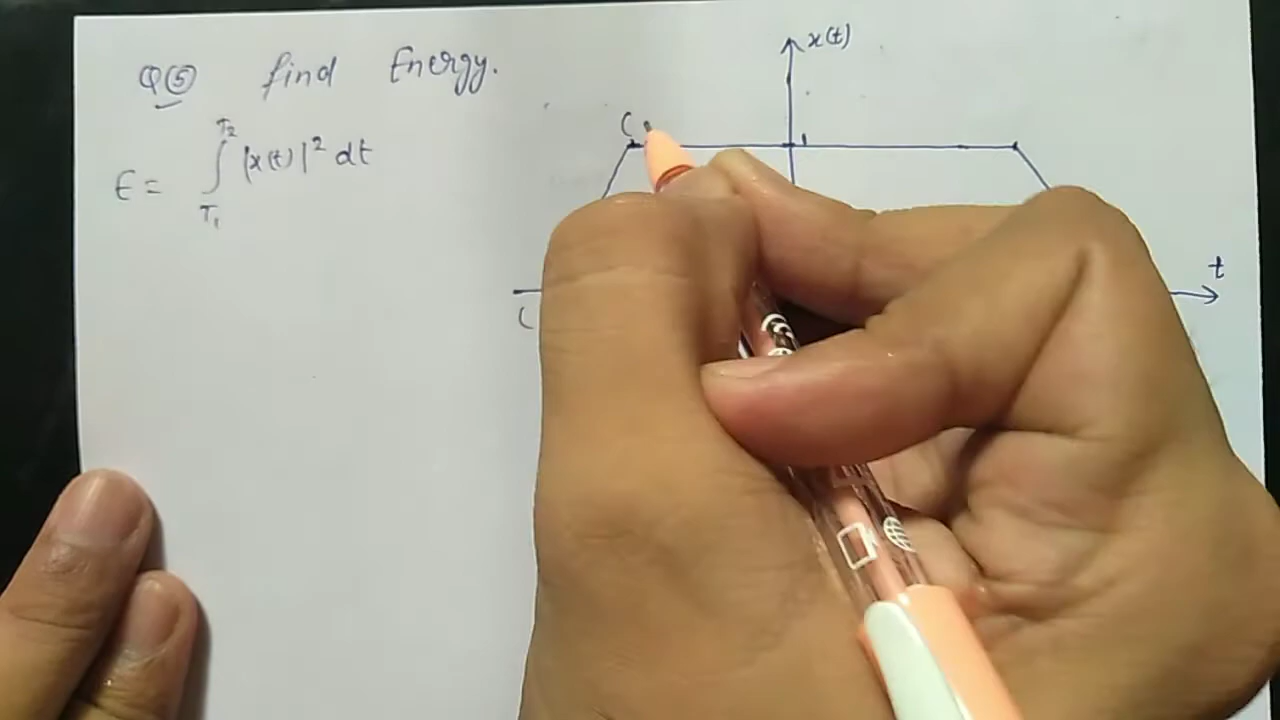 Q5 find Energy.
x(t)
(
1
E = ∫_{T1}^{T2} |x(t)|² dt
t
(